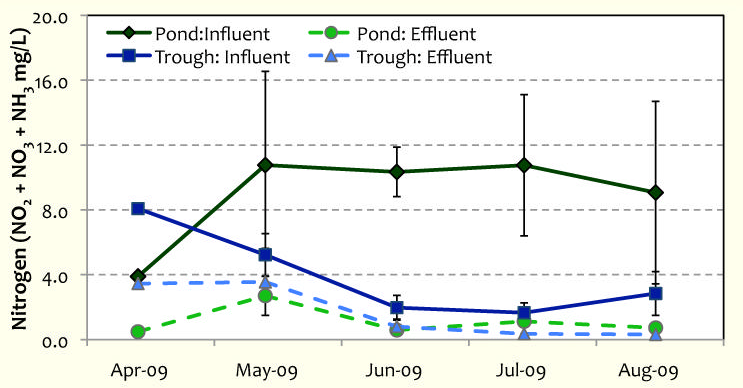 Nitrogen (NO₂ + NO₃ + NH₃ mg/L)
20.0
16.0
12.0
8.0
4.0
0.0
Pond:Influent
Pond: Effluent
Trough: Influent
Trough: Effluent
Apr-09
May-09
Jun-09
Jul-09
Aug-09